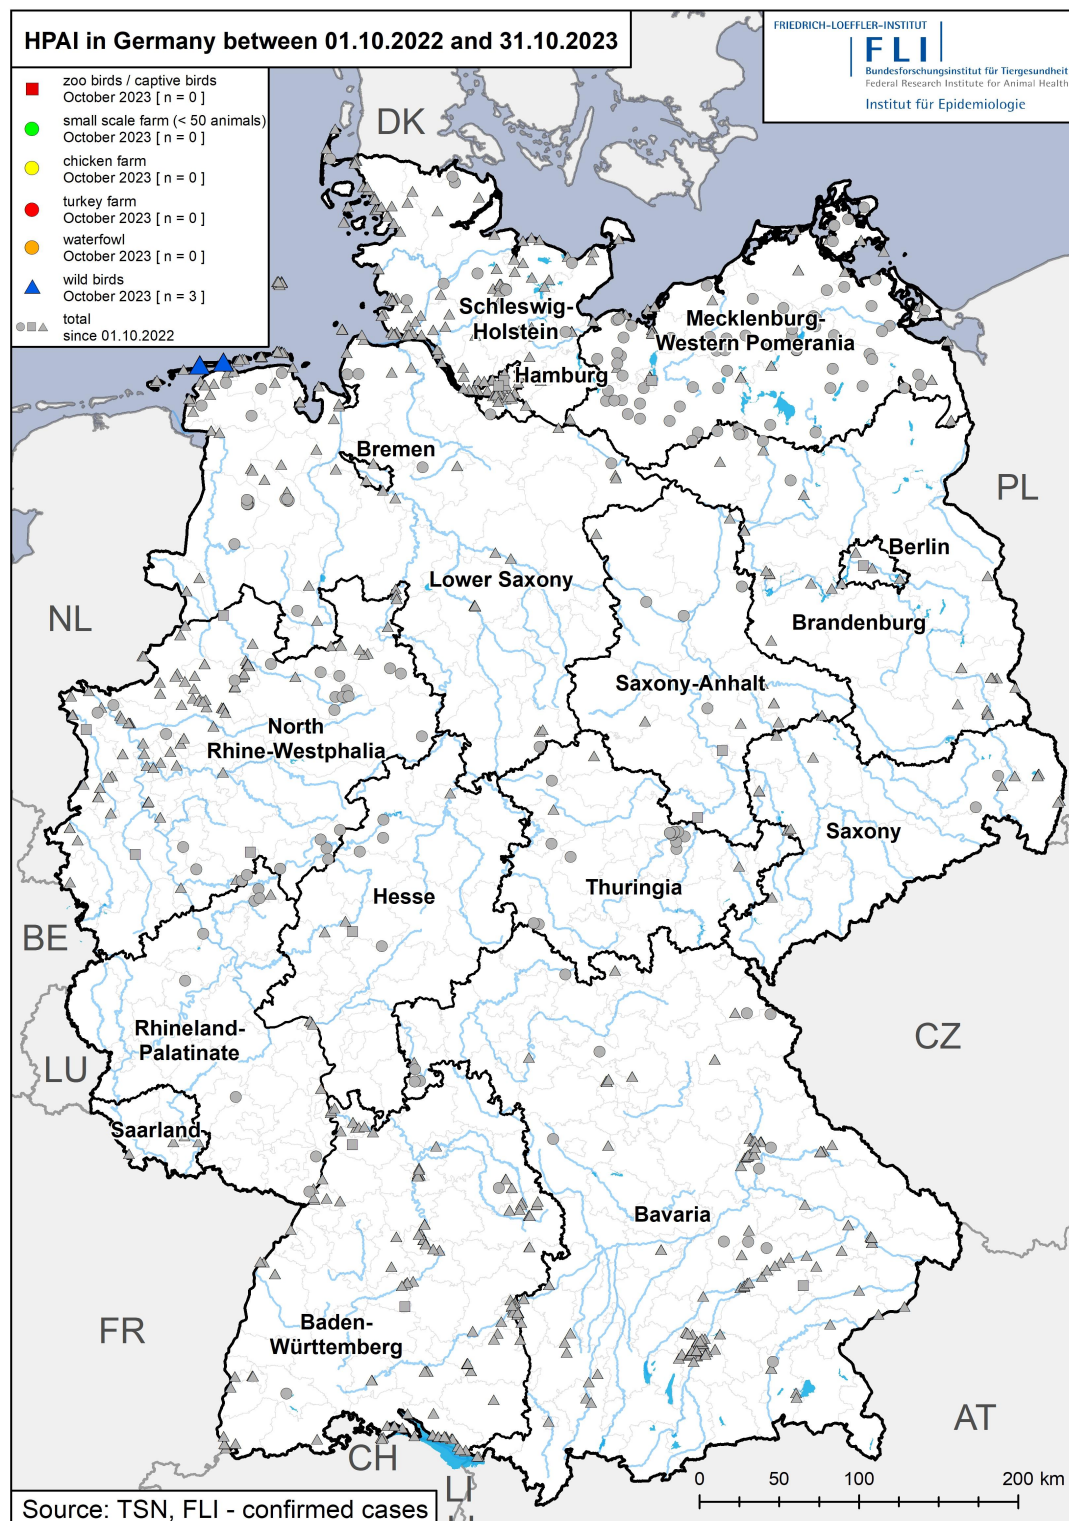 HPAI in Germany between 01.10.2022 and 31.10.2023
FRIEDRICH-LOEFFLER-INSTITUT
FLI
Bundesforschungsinstitut für Tiergesundheit
Federal Research Institute for Animal Health
Institut für Epidemiologie
zoo birds / captive birds
October 2023 [ n = 0 ]
small scale farm (< 50 animals)
October 2023 [ n = 0 ]
chicken farm
October 2023 [ n = 0 ]
turkey farm
October 2023 [ n = 0 ]
waterfowl
October 2023 [ n = 0 ]
wild birds
October 2023 [ n = 3 ]
total
since 01.10.2022
DK
Schleswig-
Holstein
Mecklenburg-
Western Pomerania
Hamburg
Bremen
PL
Berlin
Lower Saxony
NL
Brandenburg
Saxony-Anhalt
North
Rhine-Westphalia
Saxony
Thuringia
Hesse
BE
Rhineland-
Palatinate
CZ
LU
Saarland
Bavaria
FR
Baden-
Württemberg
AT
CH
LI
0 50 100 200 km
Source: TSN, FLI - confirmed cases